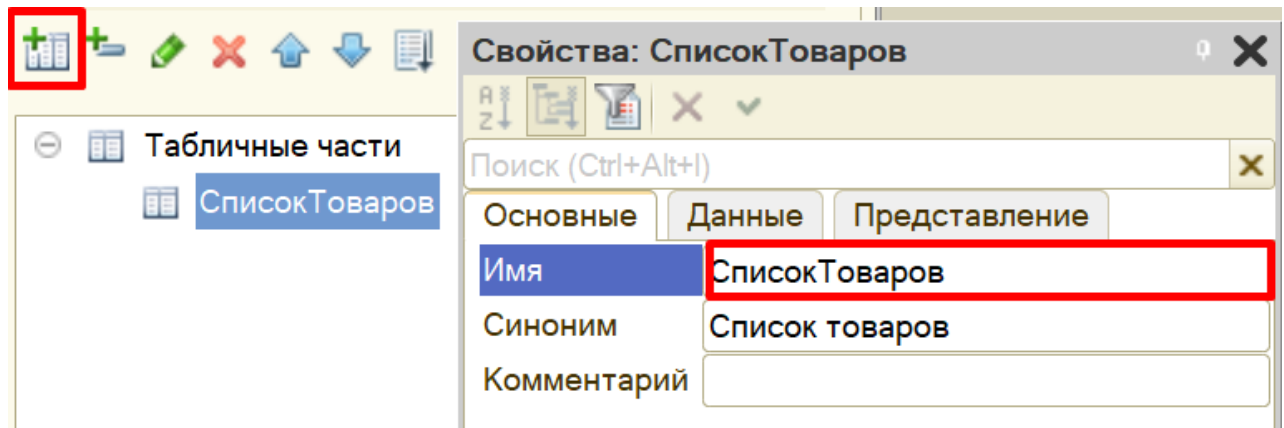 Свойства: СписокТоваров
Поиск (Ctrl+Alt+I)
Табличные части
СписокТоваров
Основные Данные Представление
Имя СписокТоваров
Синоним Список товаров
Комментарий